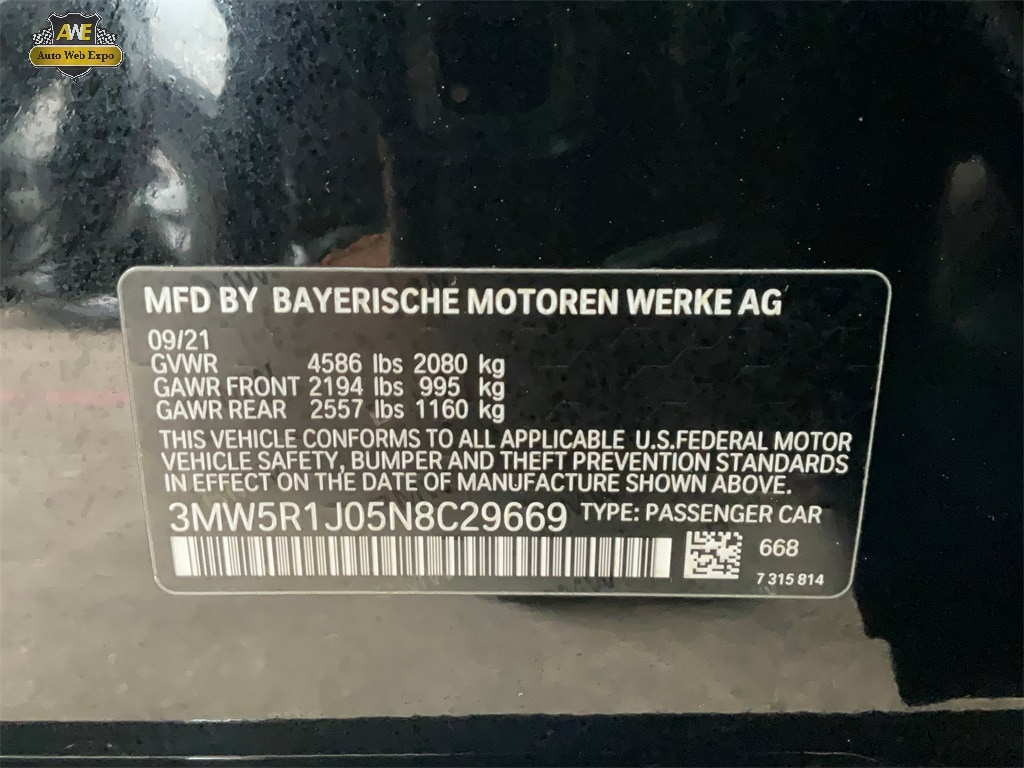 AWE
Auto Web Expo
MFD BY BAYERISCHE MOTOREN WERKE AG
09/21
GVWR 4586 lbs 2080 kg
GAWR FRONT 2194 lbs 995 kg
GAWR REAR 2557 lbs 1160 kg
THIS VEHICLE CONFORMS TO ALL APPLICABLE U.S.FEDERAL MOTOR
VEHICLE SAFETY, BUMPER AND THEFT PREVENTION STANDARDS
IN EFFECT ON THE DATE OF MANUFACTURE SHOWN ABOVE.
3MW5R1J05N8C29669 TYPE: PASSENGER CAR
668
7 315 814